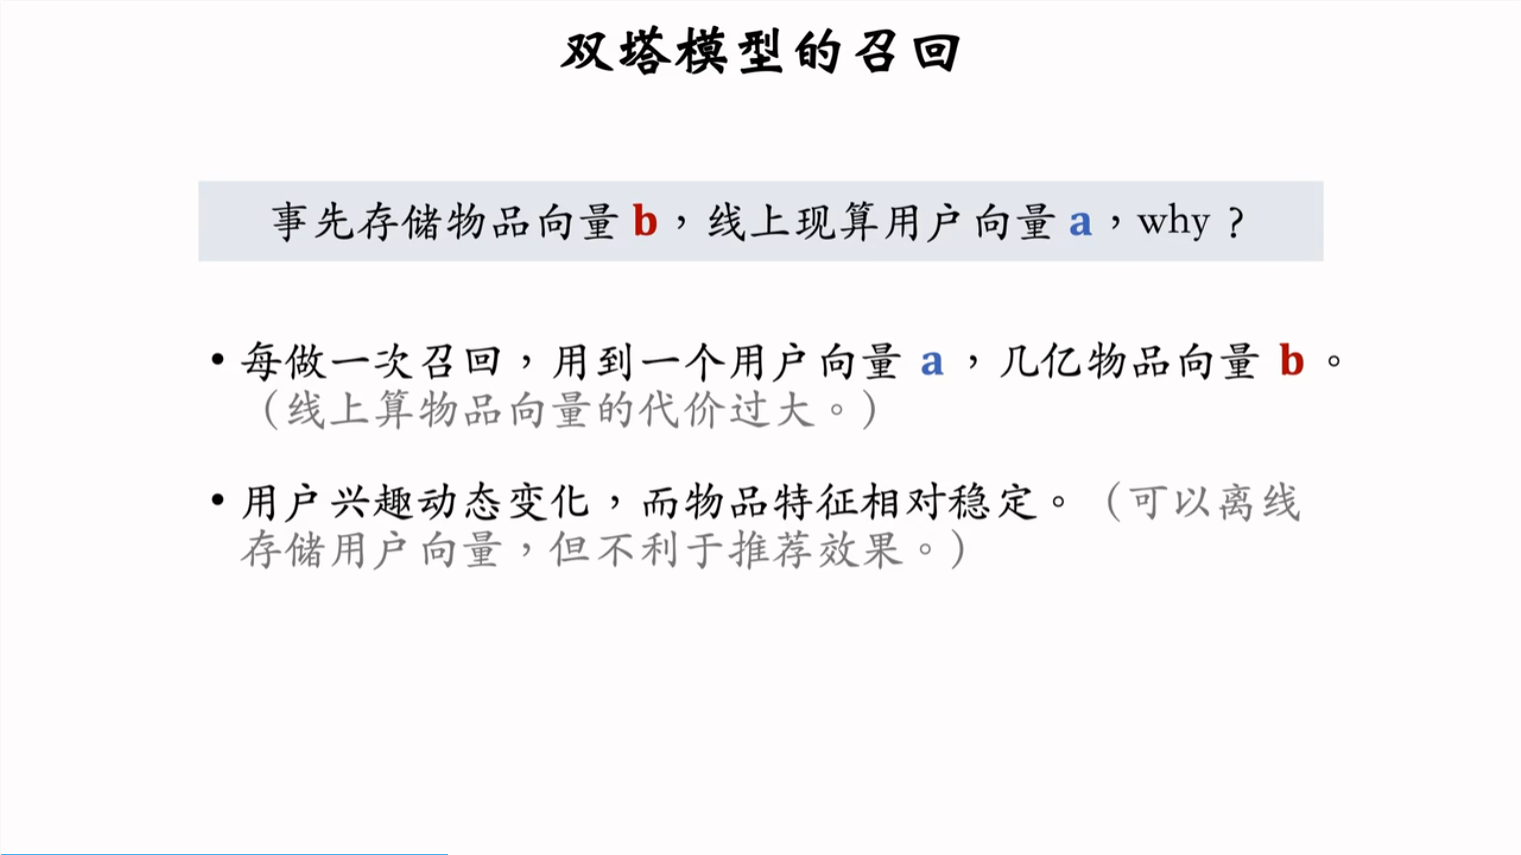 双塔模型的召回
事先存储物品向量 b，线上现算用户向量 a，why？
• 每做一次召回，用到一个用户向量 a，几亿物品向量 b。
（线上算物品向量的代价过大。）
• 用户兴趣动态变化，而物品特征相对稳定。（可以离线
存储用户向量，但不利于推荐效果。）